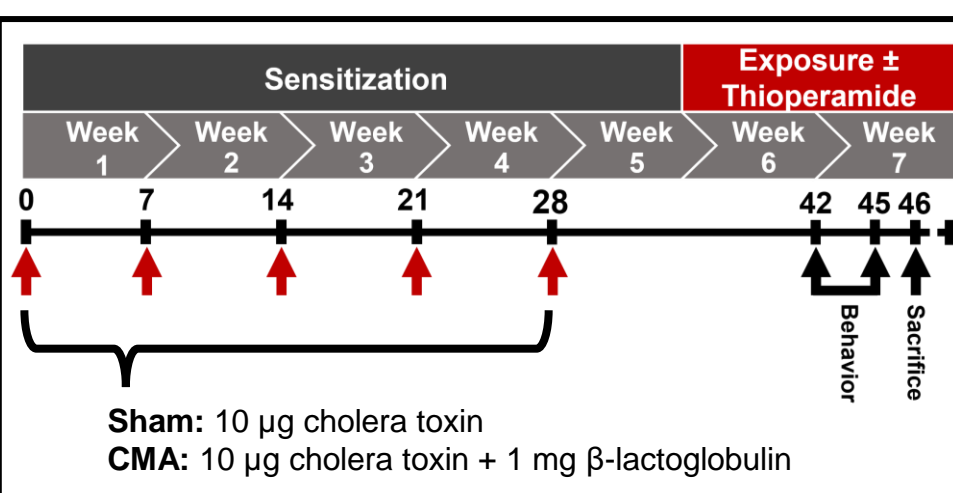 Sensitization
Exposure ±
Thioperamide
Week 1
Week 2
Week 3
Week 4
Week 5
Week 6
Week 7
0 7 14 21 28 42 45 46
Behavior
Sacrifice
Sham: 10 µg cholera toxin
CMA: 10 µg cholera toxin + 1 mg β-lactoglobulin